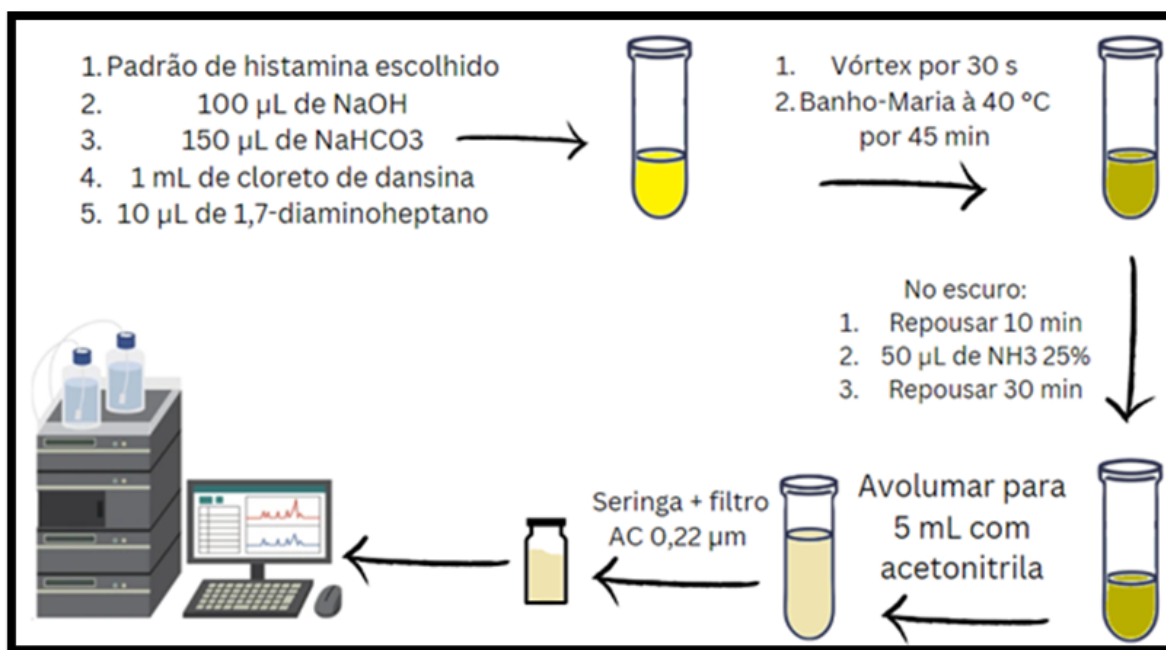 1. Padrão de histamina escolhido
2. 100 µL de NaOH
3. 150 µL de NaHCO3
4. 1 mL de cloreto de dansina
5. 10 µL de 1,7-diaminoheptano
1. Vórtex por 30 s
2. Banho-Maria à 40 °C
por 45 min
No escuro:
1. Repousar 10 min
2. 50 µL de NH3 25%
3. Repousar 30 min
Avolumar para
5 mL com
acetonitrila
Seringa + filtro
AC 0,22 µm